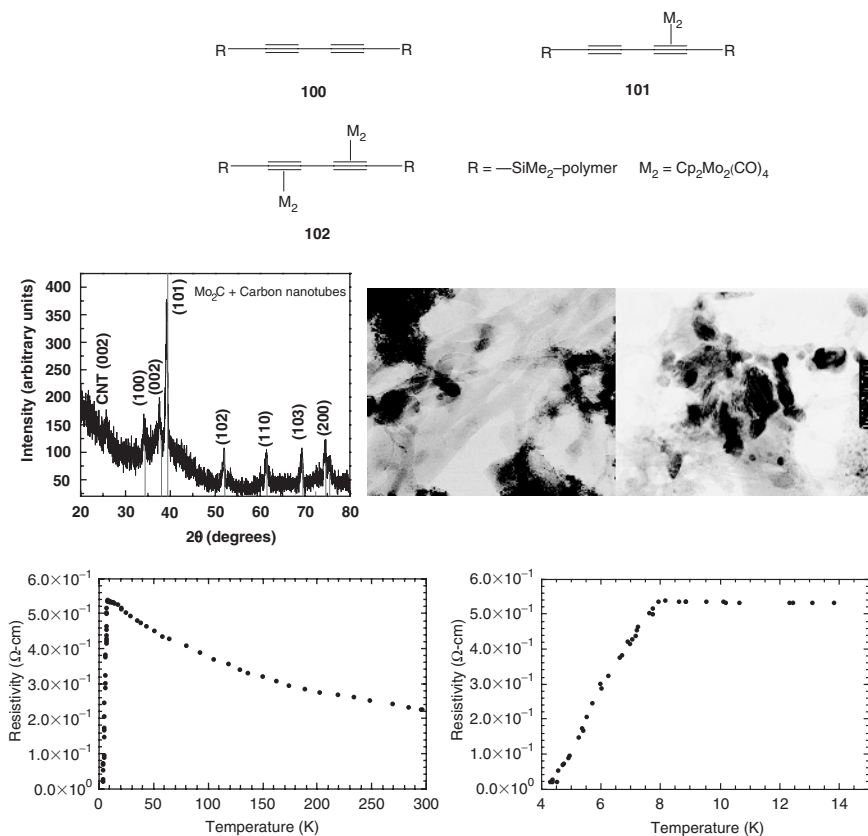 R R
100
M2
R R
101
M2
R R
M2
102
R = —SiMe2–polymer M2 = Cp2Mo2(CO)4
Mo2C + Carbon nanotubes
Intensity (arbitrary units)
400
350
300
250
200
150
100
50
CNT (002)
(100)
(002)
(101)
(102)
(110)
(103)
(200)
20 30 40 50 60 70 80
2θ (degrees)
Resistivity (Ω-cm)
6.0×10⁻¹
5.0×10⁻¹
4.0×10⁻¹
3.0×10⁻¹
2.0×10⁻¹
1.0×10⁻¹
0.0×10⁰
0 50 100 150 200 250 300
Temperature (K)
Resistivity (Ω-cm)
6.0×10⁻¹
5.0×10⁻¹
4.0×10⁻¹
3.0×10⁻¹
2.0×10⁻¹
1.0×10⁻¹
0.0×10⁰
4 6 8 10 12 14
Temperature (K)